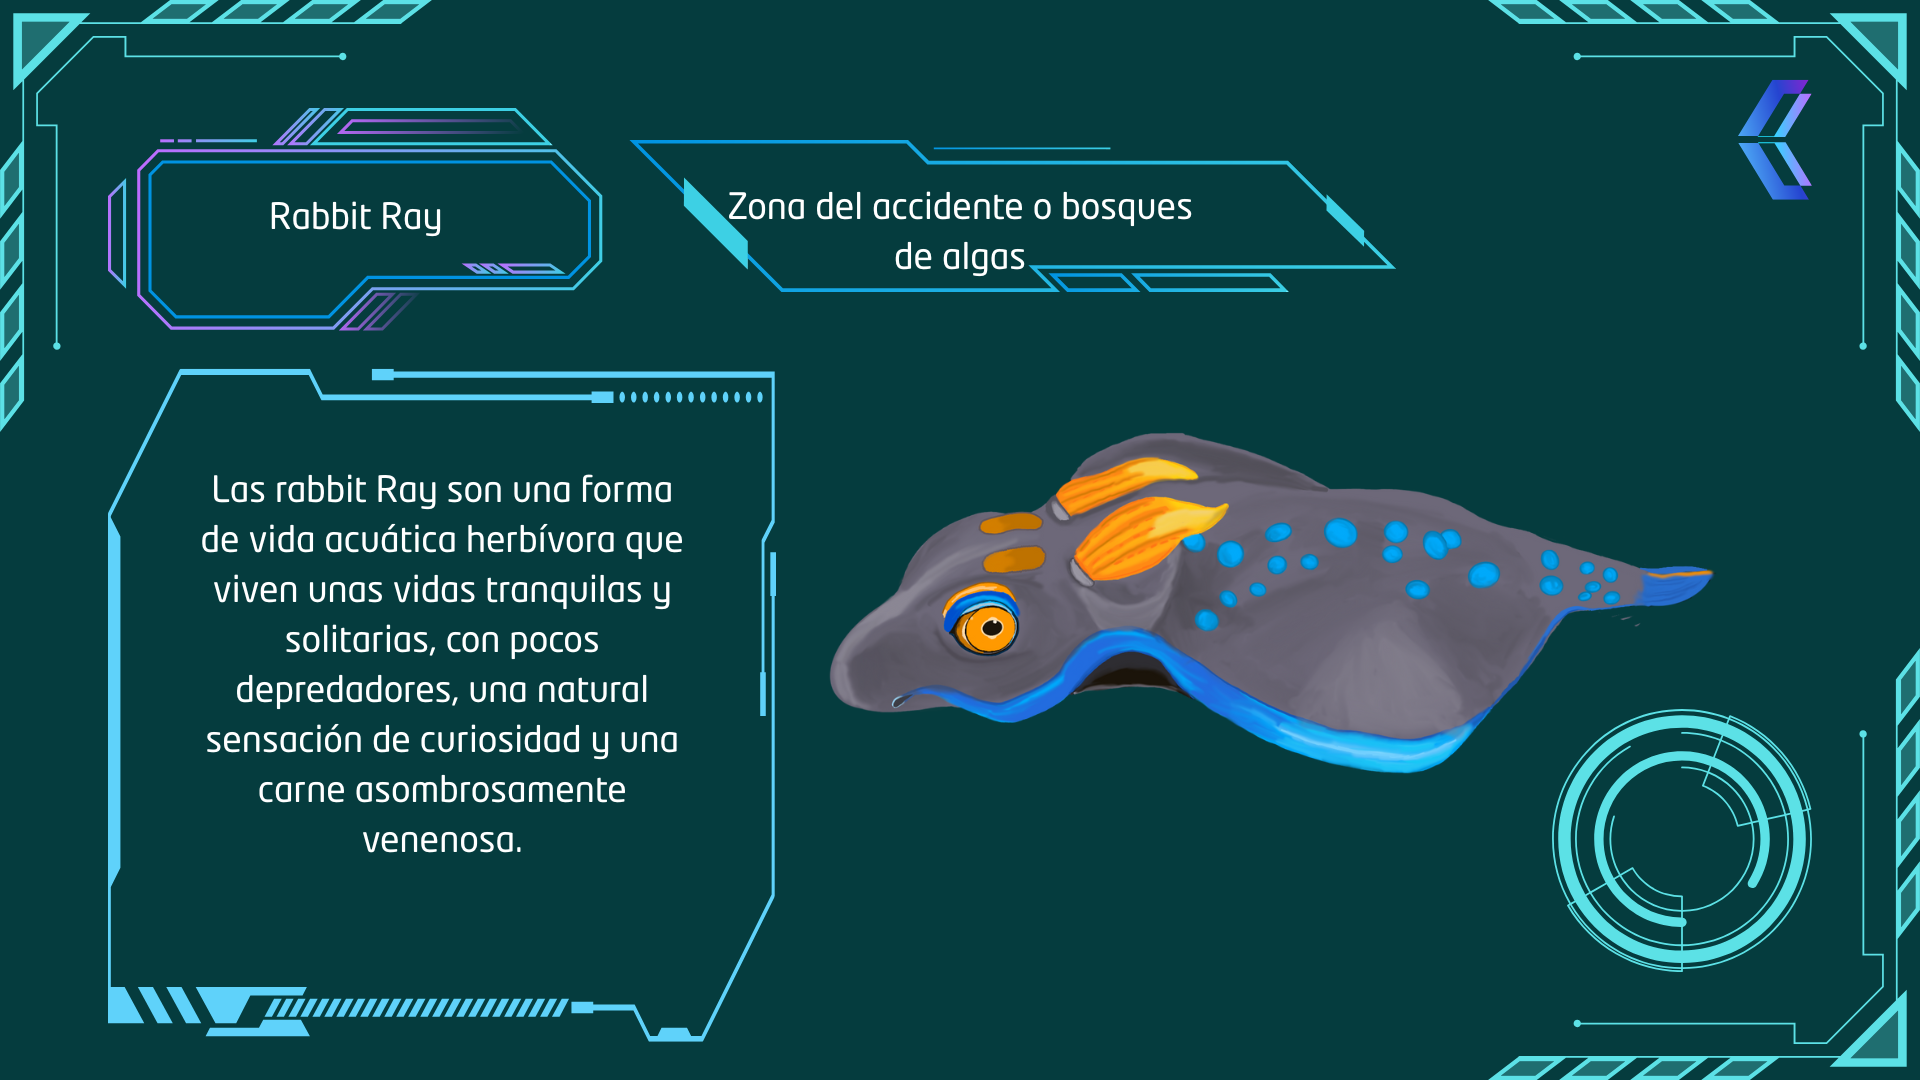 Rabbit Ray
Zona del accidente o bosques
de algas
Las rabbit Ray son una forma
de vida acuática herbívora que
viven unas vidas tranquilas y
solitarias, con pocos
depredadores, una natural
sensación de curiosidad y una
carne asombrosamente
venenosa.